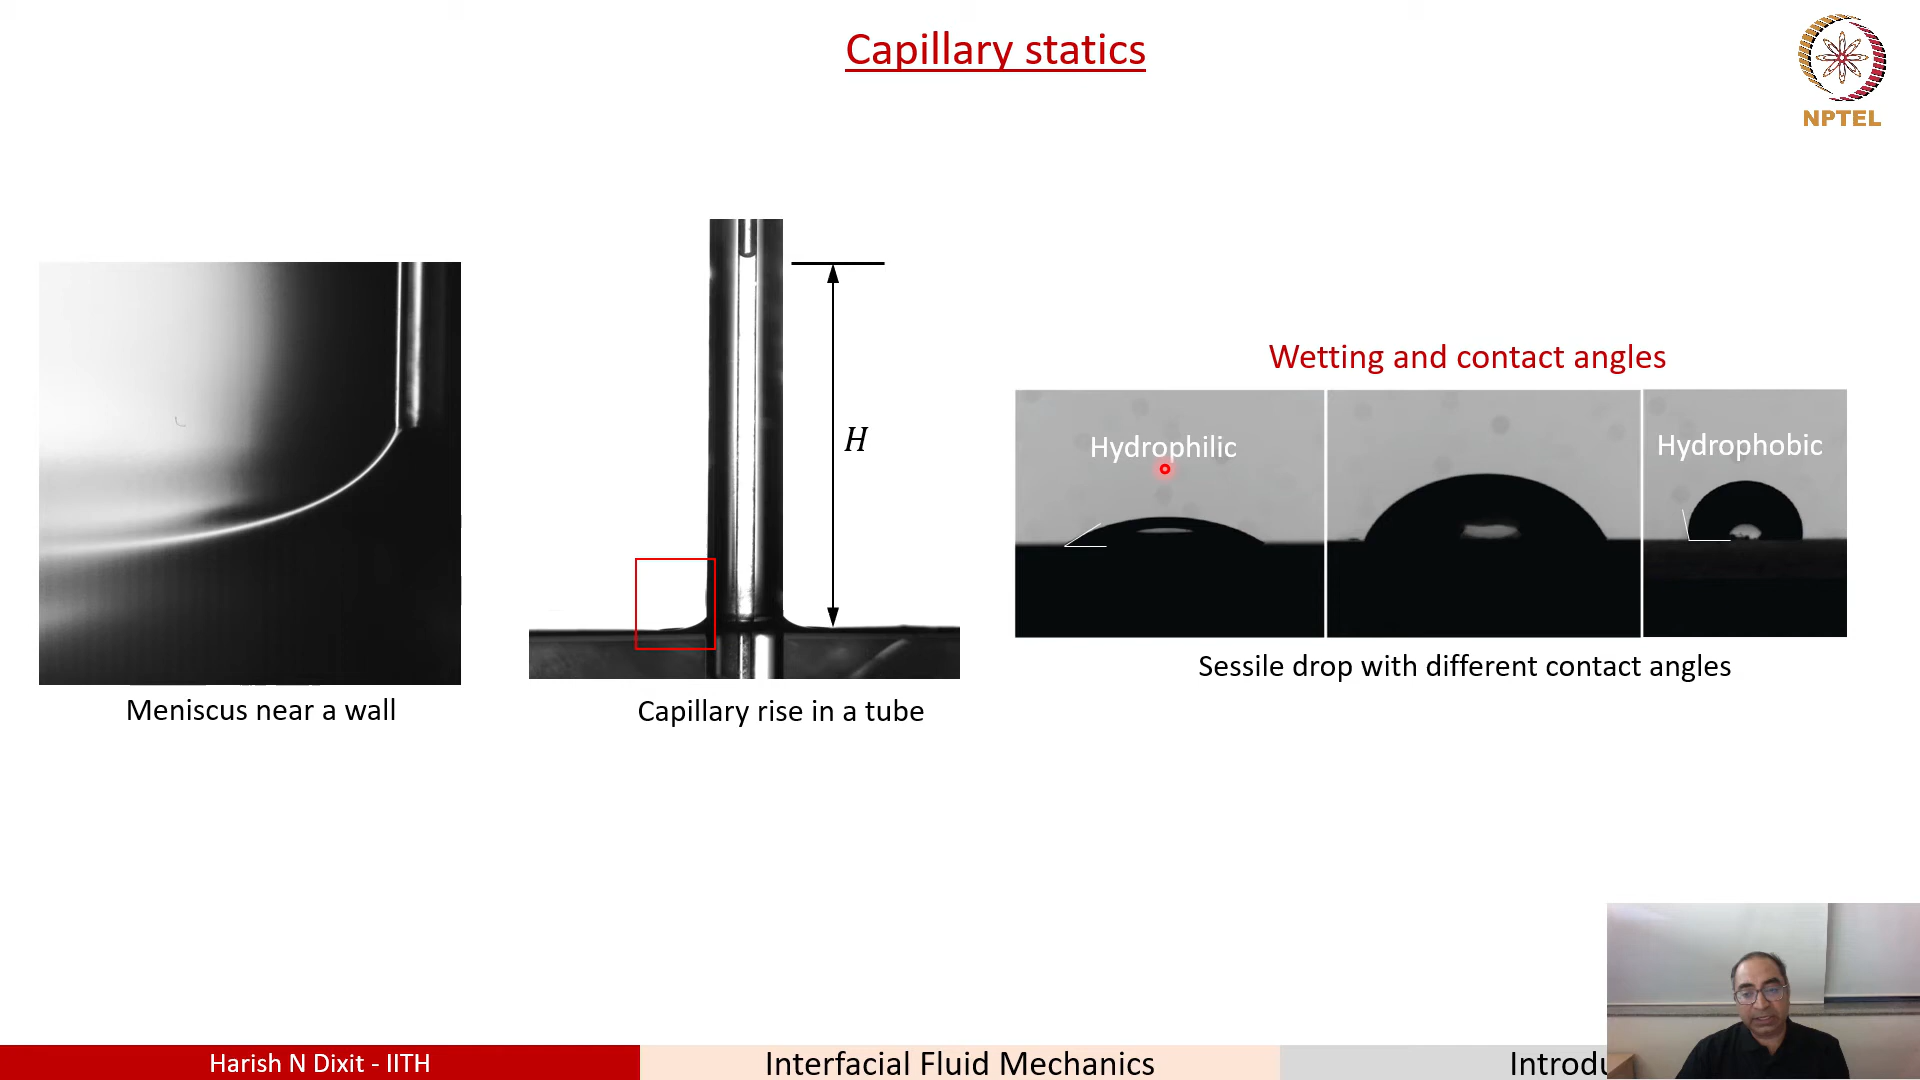 Capillary statics
NPTEL
H
Wetting and contact angles
Hydrophilic
Hydrophobic
Sessile drop with different contact angles
Meniscus near a wall
Capillary rise in a tube
Harish N Dixit - IITH
Interfacial Fluid Mechanics